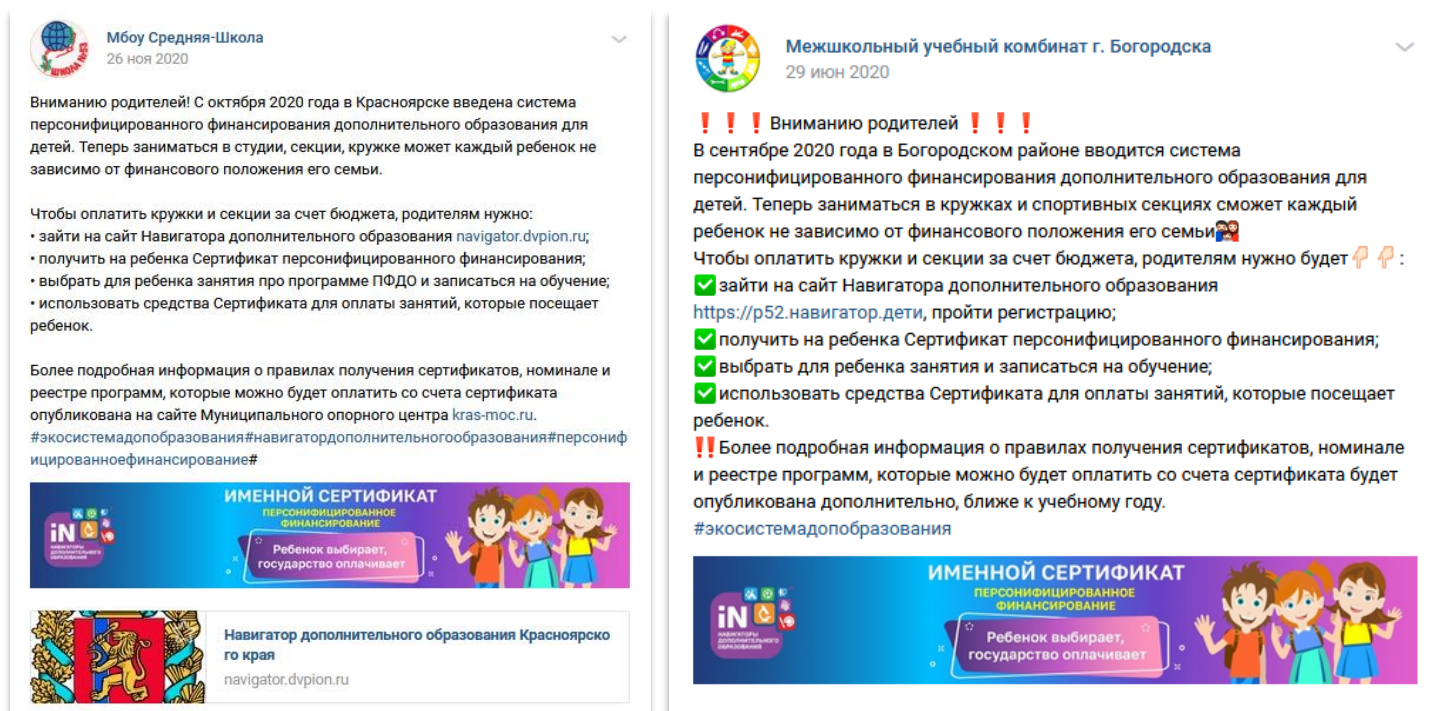 Мбоу Средняя-Школа
26 ноя 2020
Вниманию родителей! С октября 2020 года в Красноярске введена система
персонифицированного финансирования дополнительного образования для
детей. Теперь заниматься в студии, секции, кружке может каждый ребенок не
зависимо от финансового положения его семьи.
Чтобы оплатить кружки и секции за счет бюджета, родителям нужно:
• зайти на сайт Навигатора дополнительного образования navigator.dvpion.ru;
• получить на ребенка Сертификат персонифицированного финансирования;
• выбрать для ребенка занятия про программе ПФДО и записаться на обучение;
• использовать средства Сертификата для оплаты занятий, которые посещает
ребенок.
Более подробная информация о правилах получения сертификатов, номинале и
реестре программ, которые можно будет оплатить со счета сертификата
опубликована на сайте Муниципального опорного центра kras-moc.ru.
#экосистемадопобразования#навигатордополнительногообразования#персониф
ицированноефинансирование#
ИМЕННОЙ СЕРТИФИКАТ
ПЕРСОНИФИЦИРОВАННОЕ
ФИНАНСИРОВАНИЕ
iN
НАВИГАТОРЫ
ДОПОЛНИТЕЛЬНОГО
ОБРАЗОВАНИЯ
Ребенок выбирает,
государство оплачивает
Навигатор дополнительного образования Красноярско
го края
navigator.dvpion.ru
Межшкольный учебный комбинат г. Богородска
29 июн 2020
❗❗❗Вниманию родителей❗❗❗
В сентябре 2020 года в Богородском районе вводится система
персонифицированного финансирования дополнительного образования для
детей. Теперь заниматься в кружках и спортивных секциях сможет каждый
ребенок не зависимо от финансового положения его семьи👨‍👩‍👧
Чтобы оплатить кружки и секции за счет бюджета, родителям нужно будет👇🏻👇🏻:
✅зайти на сайт Навигатора дополнительного образования
https://р52.навигатор.дети, пройти регистрацию;
✅получить на ребенка Сертификат персонифицированного финансирования;
✅выбрать для ребенка занятия и записаться на обучение;
✅использовать средства Сертификата для оплаты занятий, которые посещает
ребенок.
‼Более подробная информация о правилах получения сертификатов, номинале
и реестре программ, которые можно будет оплатить со счета сертификата будет
опубликована дополнительно, ближе к учебному году.
#экосистемадопобразования
ИМЕННОЙ СЕРТИФИКАТ
ПЕРСОНИФИЦИРОВАННОЕ
ФИНАНСИРОВАНИЕ
iN
НАВИГАТОРЫ
ДОПОЛНИТЕЛЬНОГО
ОБРАЗОВАНИЯ
Ребенок выбирает,
государство оплачивает